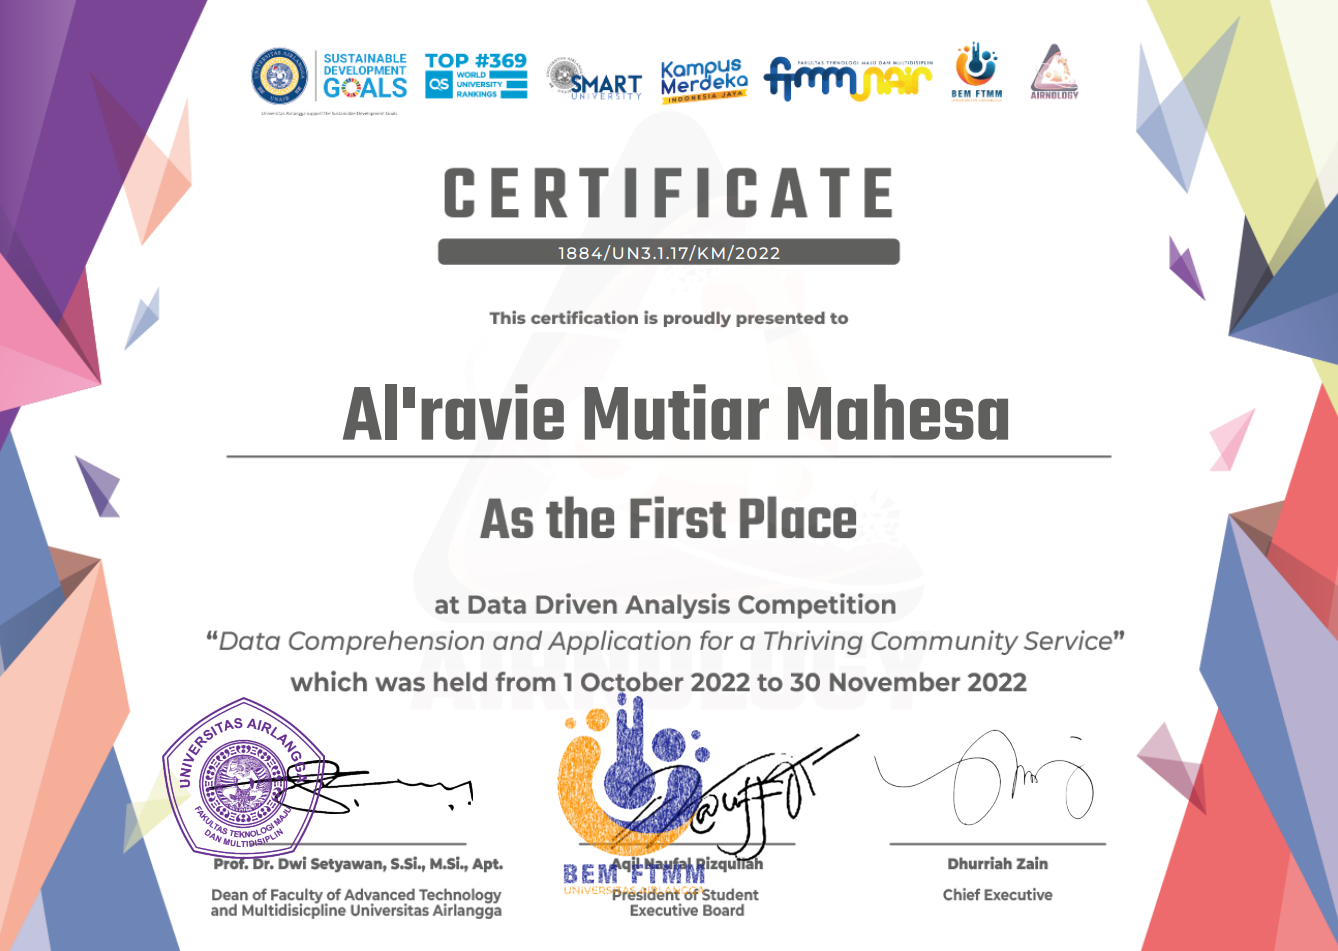 UNIVERSITAS AIRLANGGA
UNAIR
SUSTAINABLE
DEVELOPMENT
GOALS
Universitas Airlangga support the Sustainable Development Goals
TOP #369
QS WORLD
UNIVERSITY
RANKINGS
SMART
UNIVERSITY
Kampus
Merdeka
INDONESIA JAYA
FAKULTAS TEKNOLOGI MAJU DAN MULTIDISIPLIN
ftmm unair
BEM FTMM
AIRNOLOGY
CERTIFICATE
1884/UN3.1.17/KM/2022
This certification is proudly presented to
Al'ravie Mutiar Mahesa
As the First Place
at Data Driven Analysis Competition
“Data Comprehension and Application for a Thriving Community Service”
which was held from 1 October 2022 to 30 November 2022
AIRNOLOGY
UNIVERSITAS AIRLANGGA
FAKULTAS TEKNOLOGI MAJU
DAN MULTIDISIPLIN
BEM FTMM
UNIVERSITAS AIRLANGGA
Prof. Dr. Dwi Setyawan, S.Si., M.Si., Apt.
Dean of Faculty of Advanced Technology
and Multidisicpline Universitas Airlangga
Aqil Naufal Rizqullah
President of Student
Executive Board
Dhurriah Zain
Chief Executive